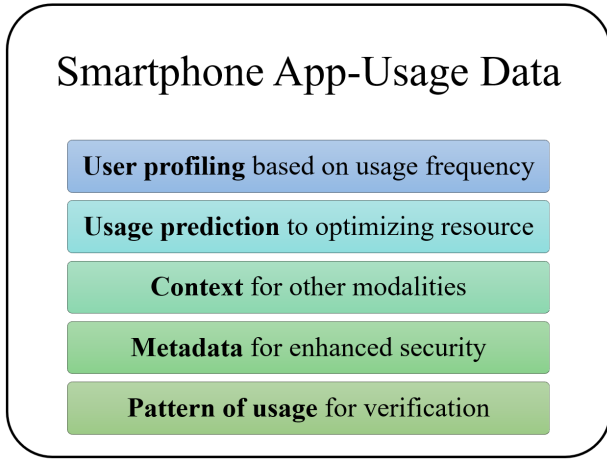 Smartphone App-Usage Data
User profiling based on usage frequency
Usage prediction to optimizing resource
Context for other modalities
Metadata for enhanced security
Pattern of usage for verification